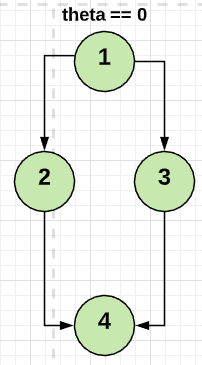 theta == 0
1
2 3
4